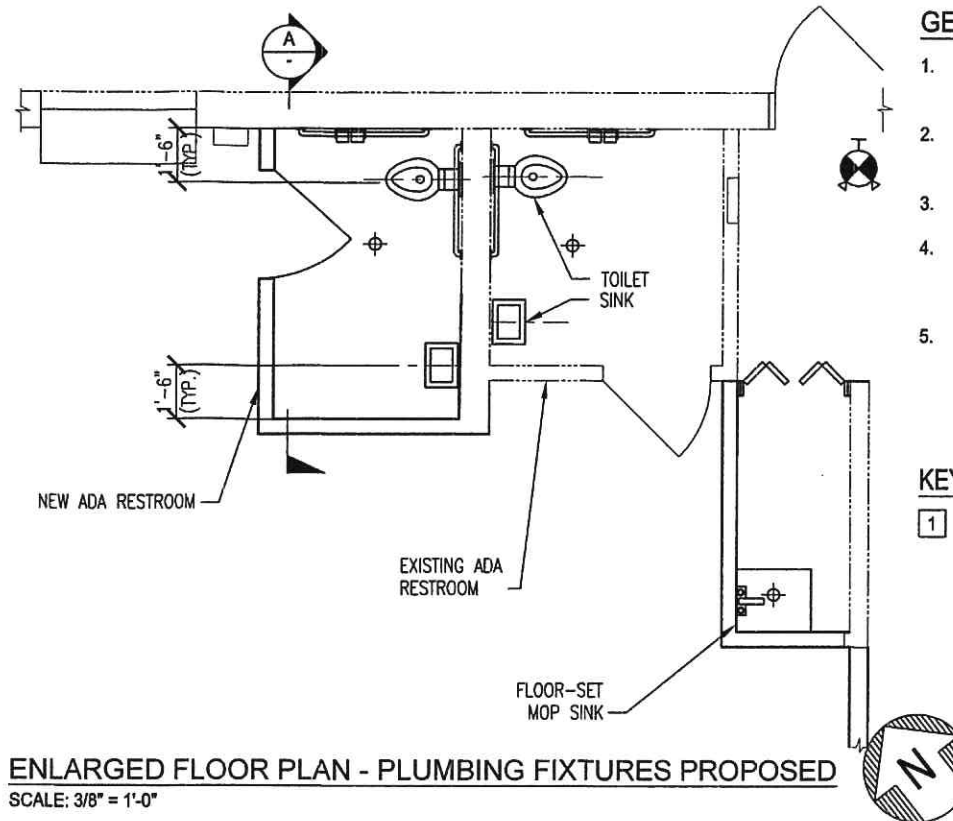 A
-
GE
1.
2.
3.
4.
5.
1'-6"
(TYP.)
TOILET
SINK
1'-6"
(TYP.)
NEW ADA RESTROOM
EXISTING ADA
RESTROOM
KEY
1
FLOOR-SET
MOP SINK
N
ENLARGED FLOOR PLAN - PLUMBING FIXTURES PROPOSED
SCALE: 3/8" = 1'-0"